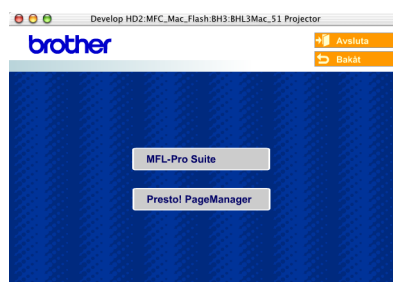 Develop HD2:MFC_Mac_Flash:BH3:BHL3Mac_51 Projector
brother
Avsluta
Bakåt
MFL-Pro Suite
Presto! PageManager